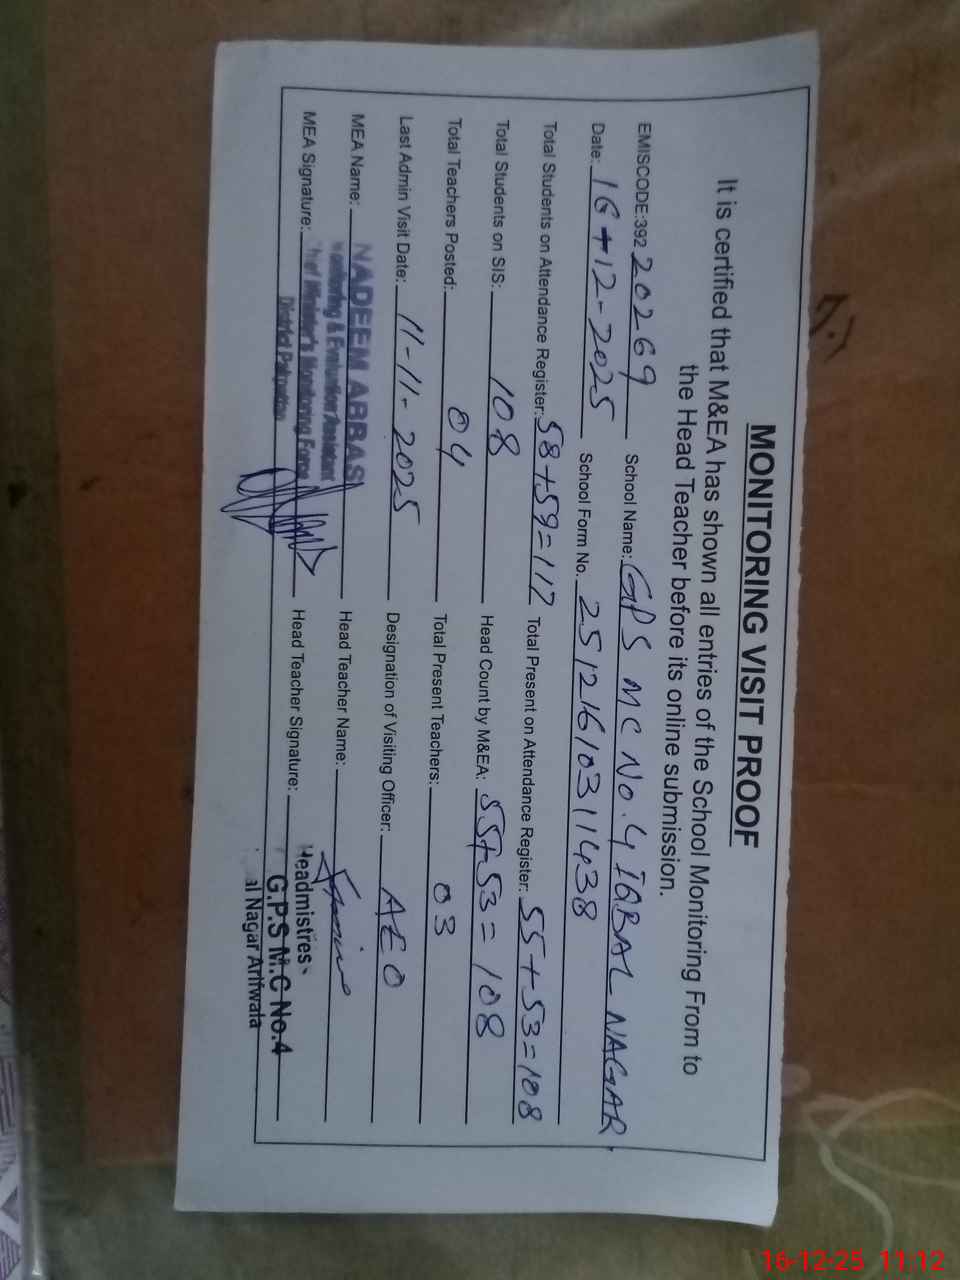 MONITORING VISIT PROOF
It is certified that M&EA has shown all entries of the School Monitoring From to
the Head Teacher before its online submission.
EMISCODE:392 20269 School Name: GPS MC No.4 IQBAL NAGAR
Date: 16-12-2025 School Form No. 25121610311438
Total Students on Attendance Register: 58+59=117 Total Present on Attendance Register: 55+53=108
Total Students on SIS: 108 Head Count by M&EA: 55+53=108
Total Teachers Posted: 04 Total Present Teachers: 03
Last Admin Visit Date: 11-11-2025 Designation of Visiting Officer: AEO
MEA Name: NADEEM ABBAS Head Teacher Name:
Monitoring & Evaluation Assistant
MEA Signature: Chief Minister's Monitoring Force Head Teacher Signature:
District Pakpattan
Headmistres
G.P.S M.C No.4
al Nagar Arifwala
16-12-25 11:12